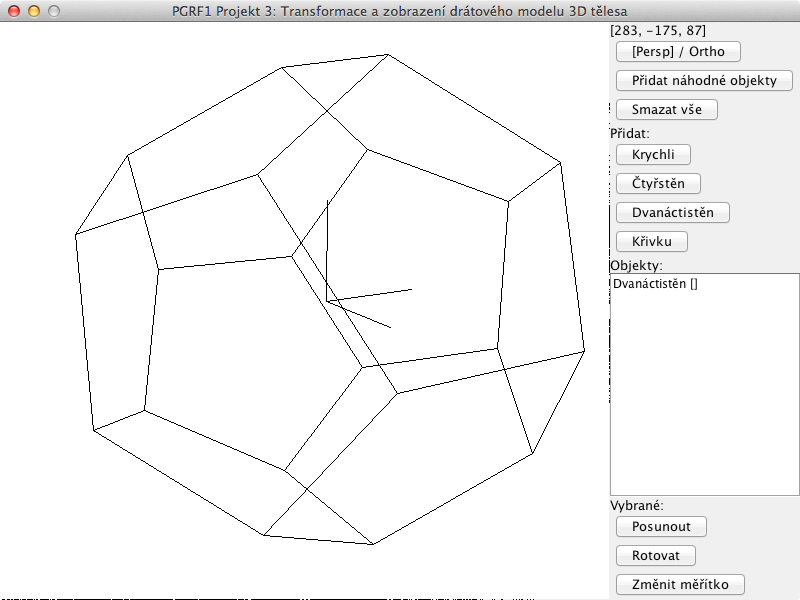 PGRF1 Projekt 3: Transformace a zobrazení drátového modelu 3D tělesa
[283, -175, 87]
[Persp] / Ortho
Přidat náhodné objekty
Smazat vše
Přidat:
Krychli
Čtyřstěn
Dvanáctistěn
Křivku
Objekty:
Dvanáctistěn []
Vybrané:
Posunout
Rotovat
Změnit měřítko